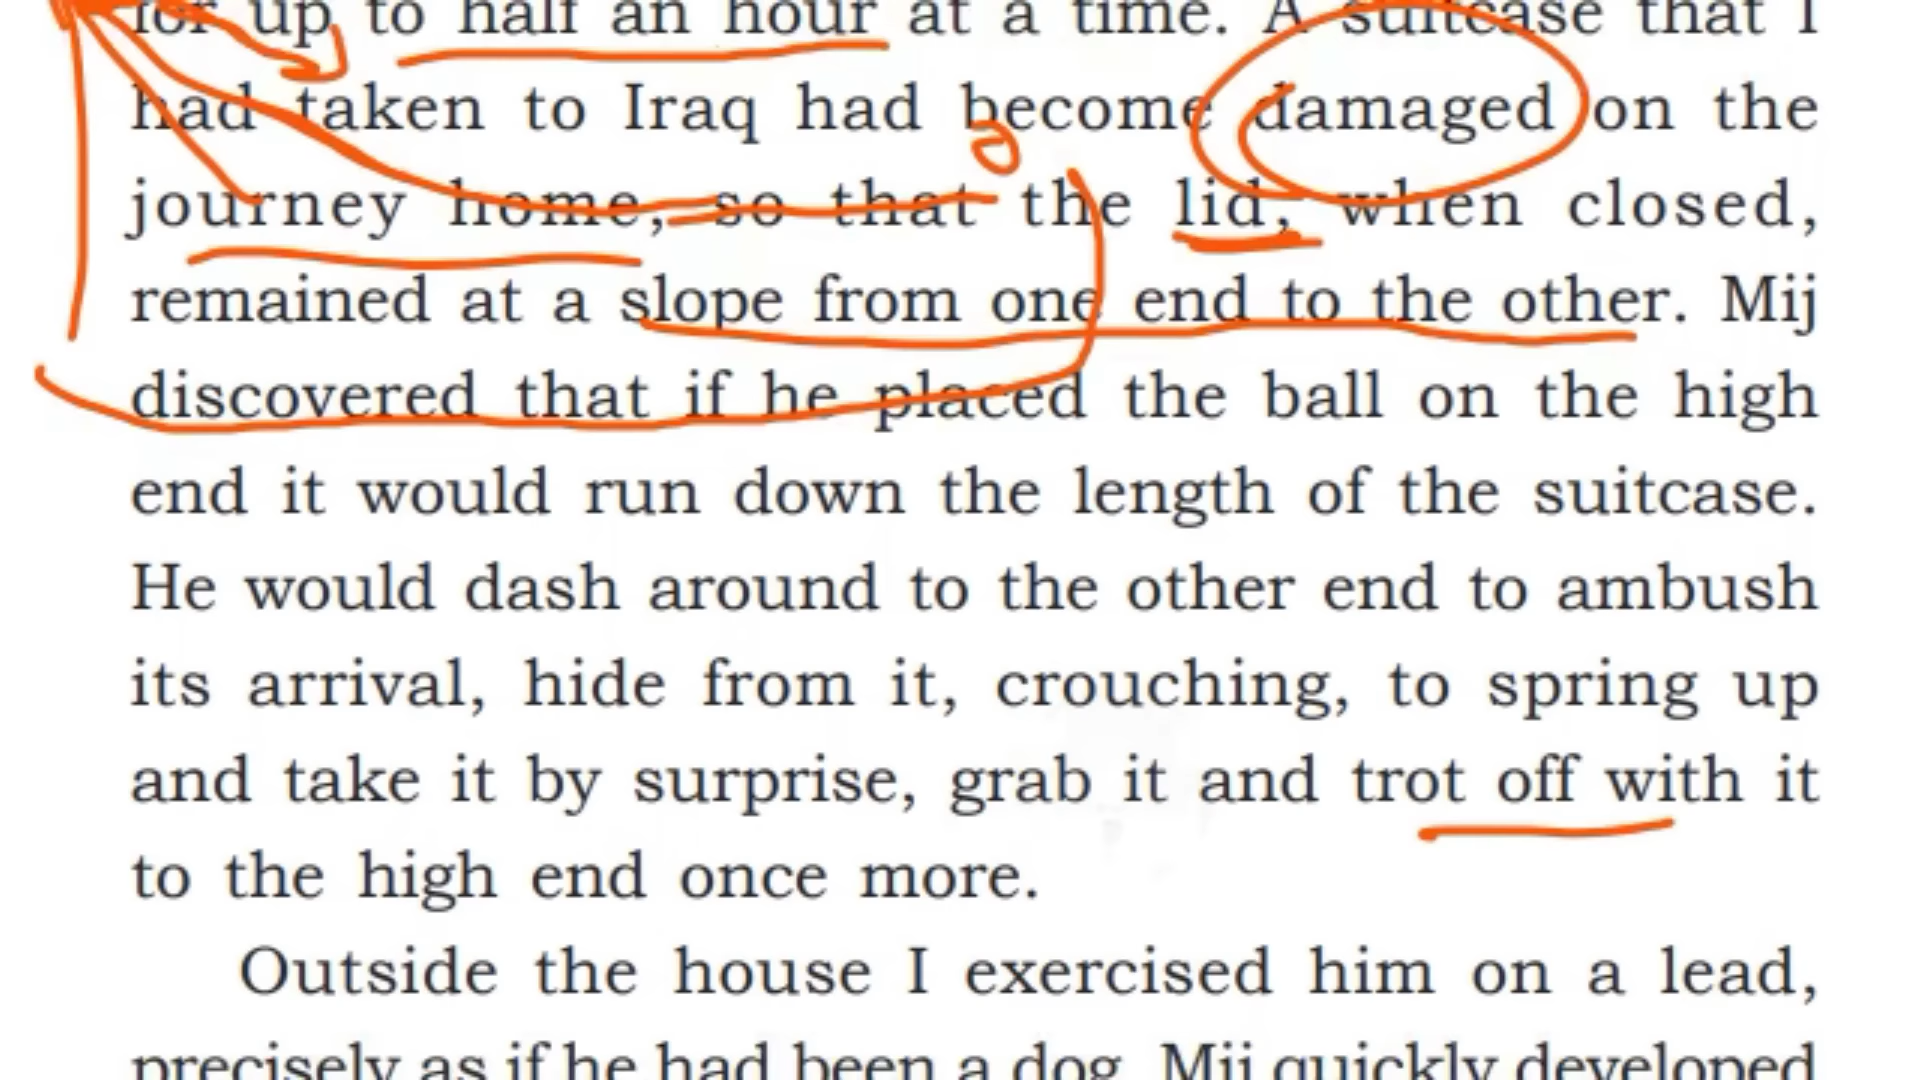 for up to half an hour at a time. A suitcase that I
had taken to Iraq had become damaged on the
journey home, so that the lid, when closed,
remained at a slope from one end to the other. Mij
discovered that if he placed the ball on the high
end it would run down the length of the suitcase.
He would dash around to the other end to ambush
its arrival, hide from it, crouching, to spring up
and take it by surprise, grab it and trot off with it
to the high end once more.
Outside the house I exercised him on a lead,
precisely as if he had been a dog. Mij quickly developed